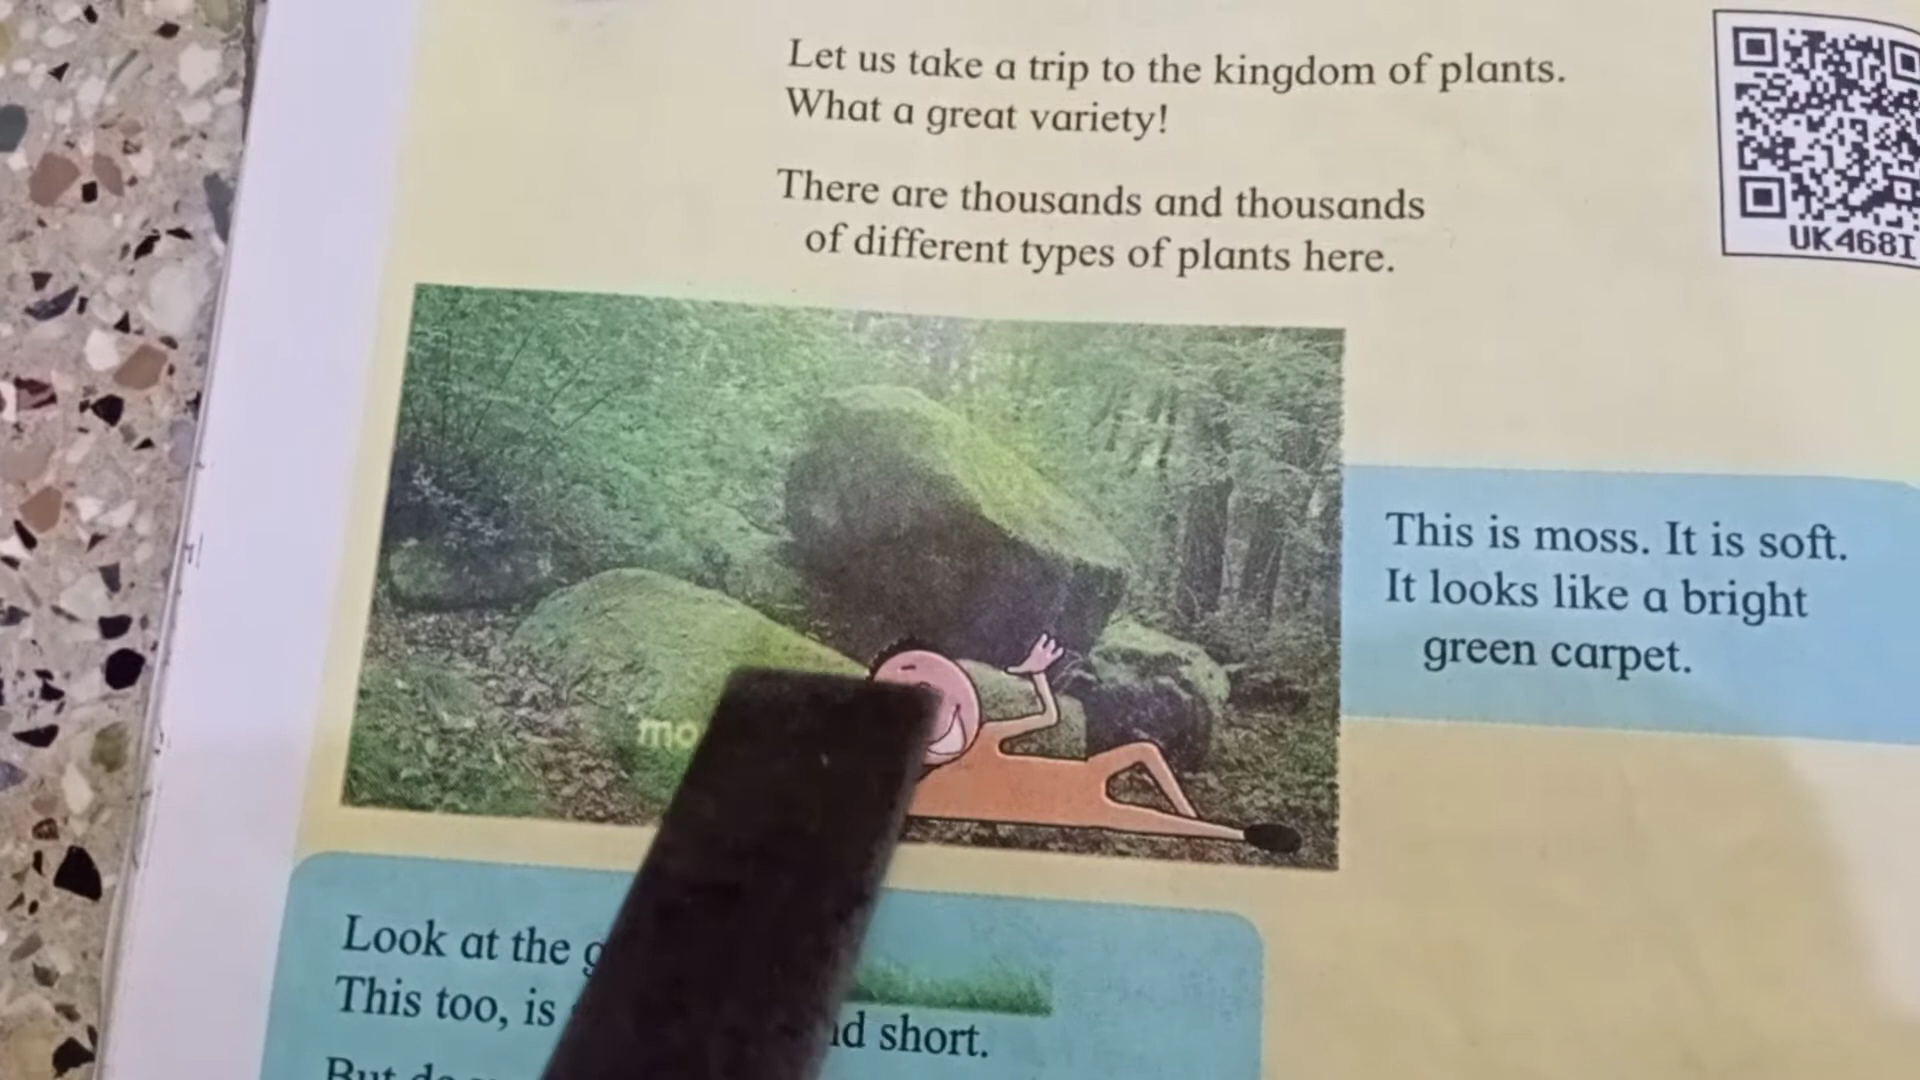 Let us take a trip to the kingdom of plants.
What a great variety!
There are thousands and thousands
of different types of plants here.
UK468I
This is moss. It is soft.
It looks like a bright
green carpet.
Look at the
This too, is short.
But